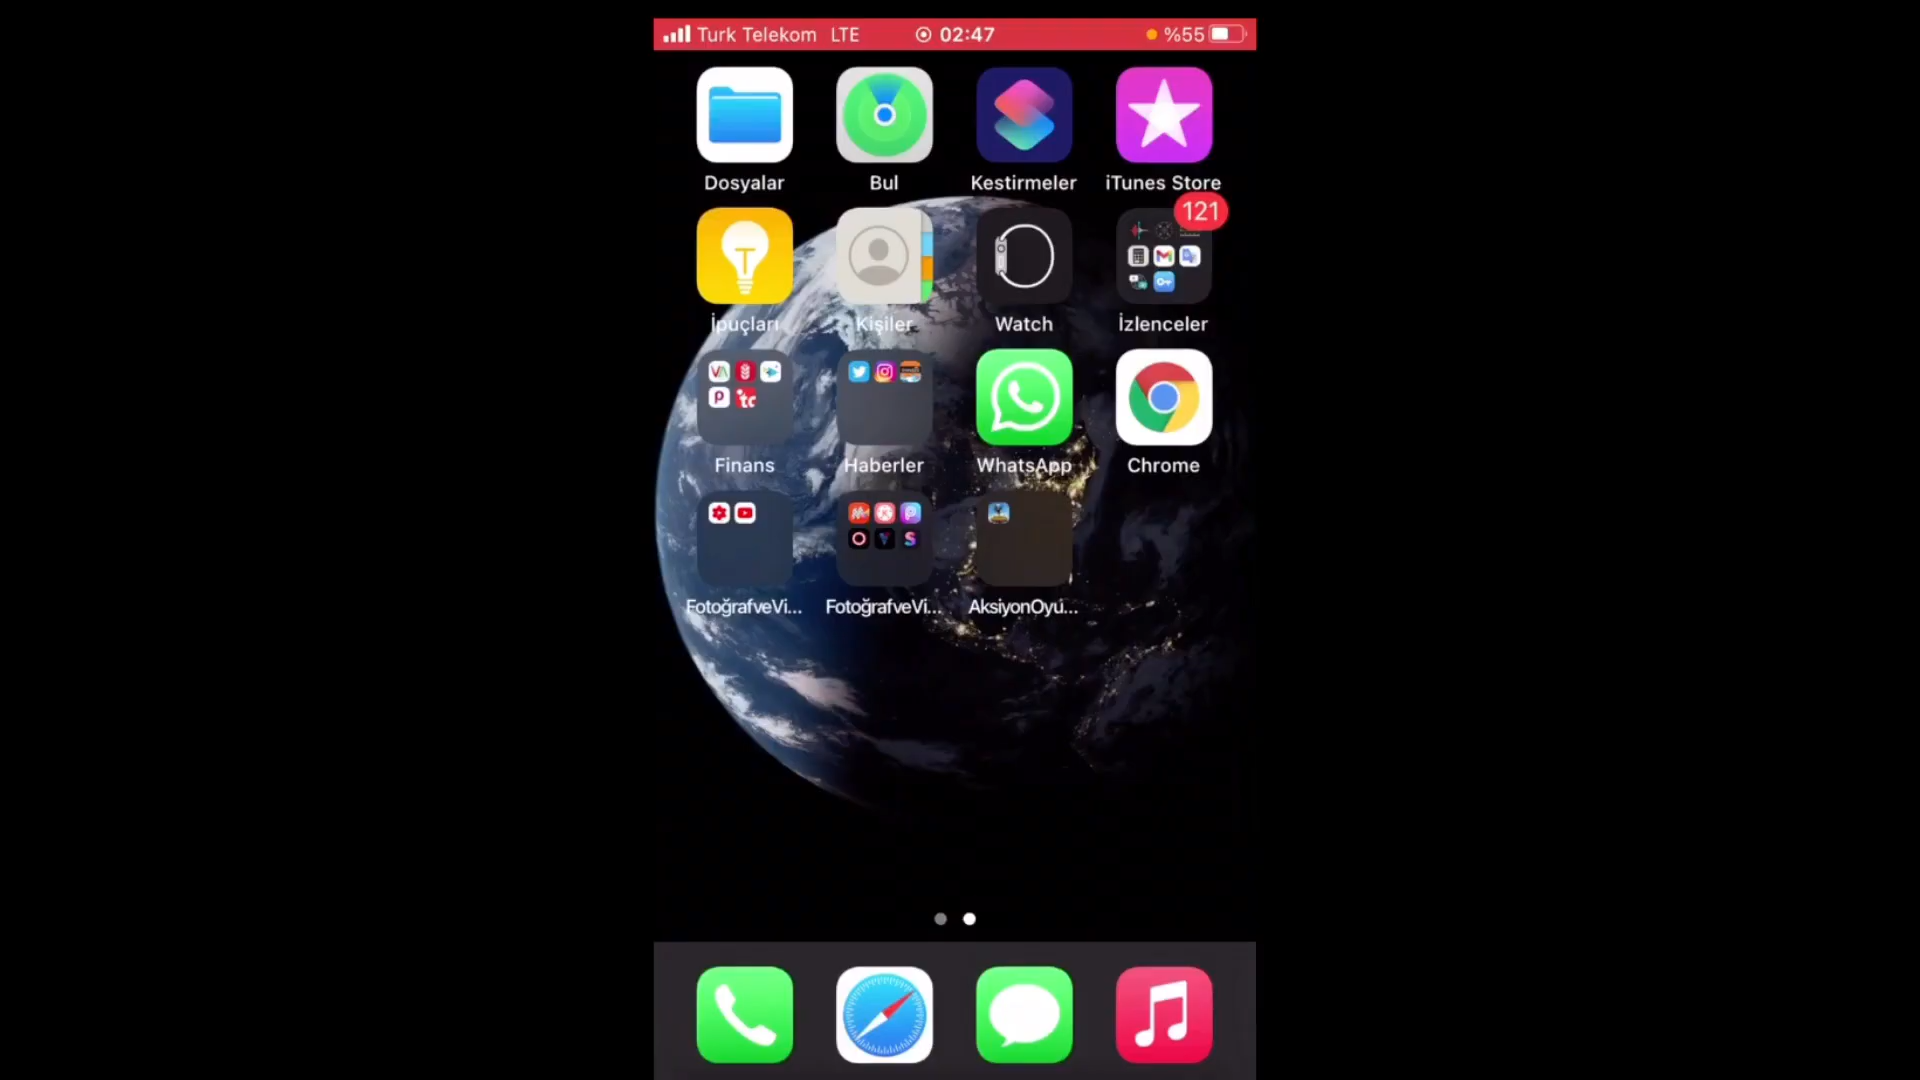 Turk Telekom LTE 02:47 %55
Dosyalar Bul Kestirmeler iTunes Store
121
İpuçları Kişiler Watch İzlenceler
Finans Haberler WhatsApp Chrome
FotoğrafveVi... FotoğrafveVi... AksiyonOyu...